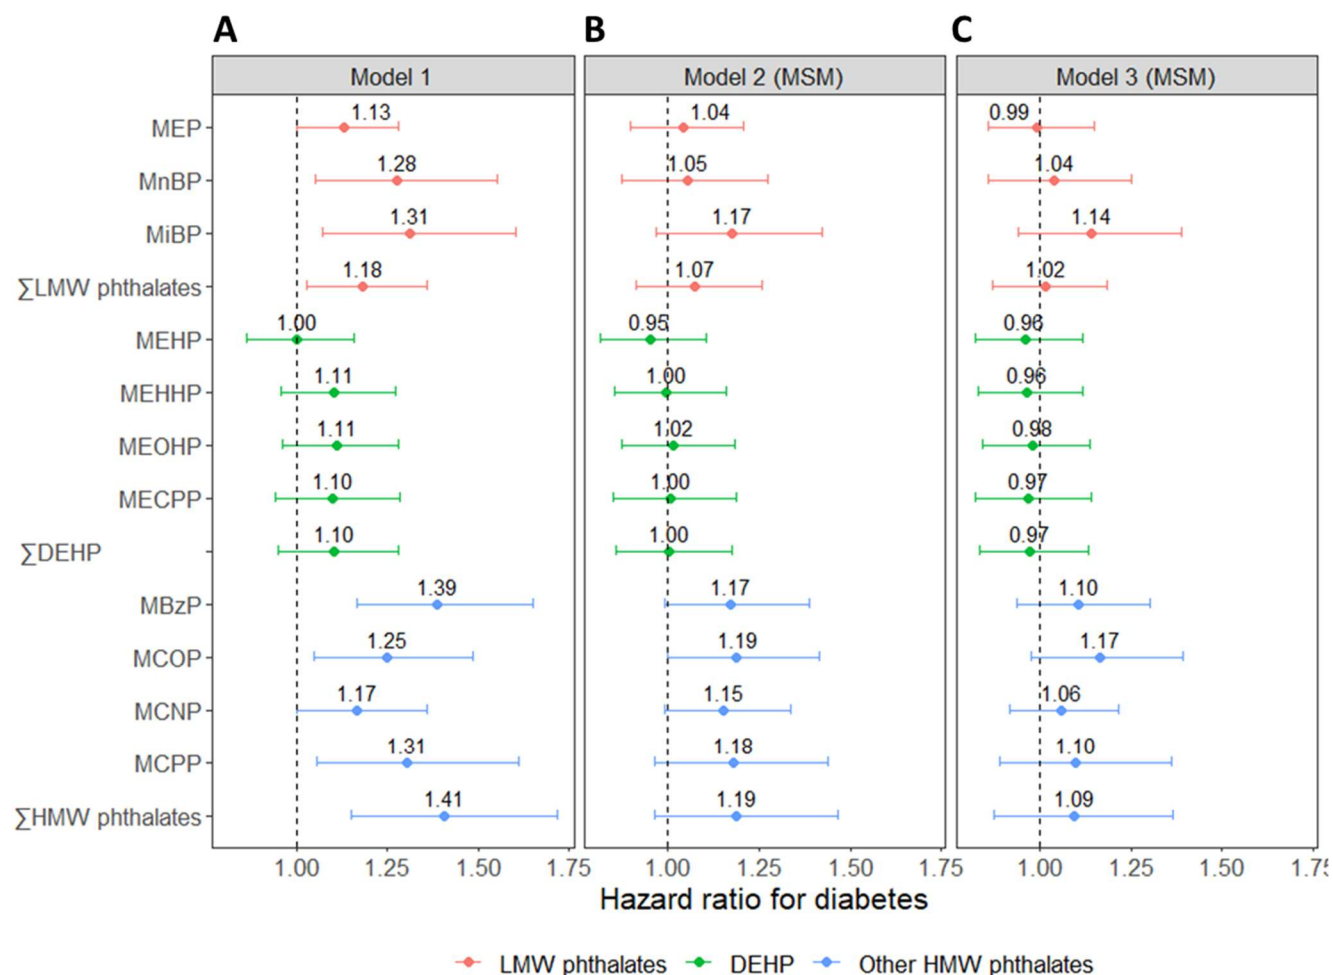 A B C
Model 1 Model 2 (MSM) Model 3 (MSM)
MEP 1.13 1.04 0.99
MnBP 1.28 1.05 1.04
MiBP 1.31 1.17 1.14
∑LMW phthalates 1.18 1.07 1.02
MEHP 1.00 0.95 0.96
MEHHP 1.11 1.00 0.96
MEOHP 1.11 1.02 0.98
MECPP 1.10 1.00 0.97
∑DEHP 1.10 1.00 0.97
MBzP 1.39 1.17 1.10
MCOP 1.25 1.19 1.17
MCNP 1.17 1.15 1.06
MCPP 1.31 1.18 1.10
∑HMW phthalates 1.41 1.19 1.09
1.00 1.25 1.50 1.75 1.00 1.25 1.50 1.75 1.00 1.25 1.50 1.75
Hazard ratio for diabetes
LMW phthalates DEHP Other HMW phthalates